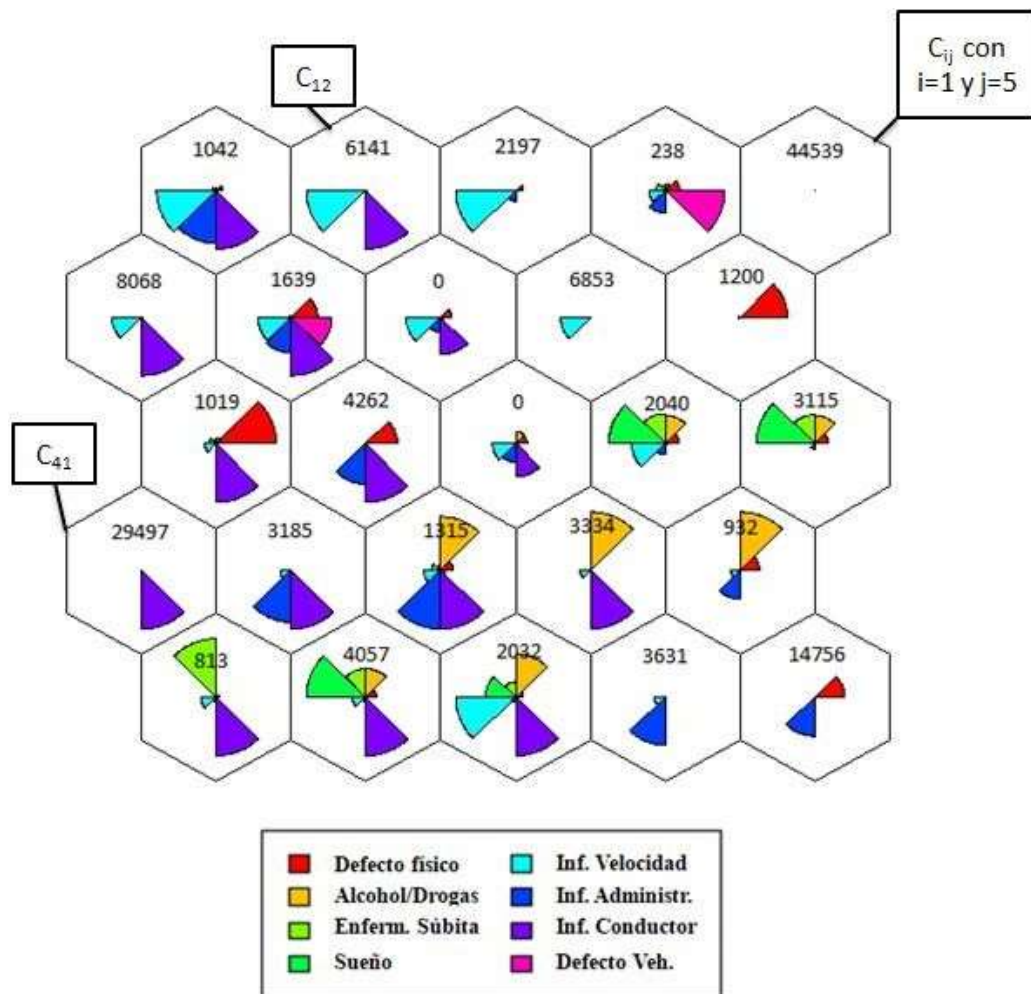 C12
Cij con
i=1 y j=5
1042 6141 2197 238 44539
8068 1639 0 6853 1200
1019 4262 0 2040 3115
C41
29497 3185 1315 3334 932
813 4057 2032 3631 14756
Defecto físico
Alcohol/Drogas
Enferm. Súbita
Sueño
Inf. Velocidad
Inf. Administr.
Inf. Conductor
Defecto Veh.